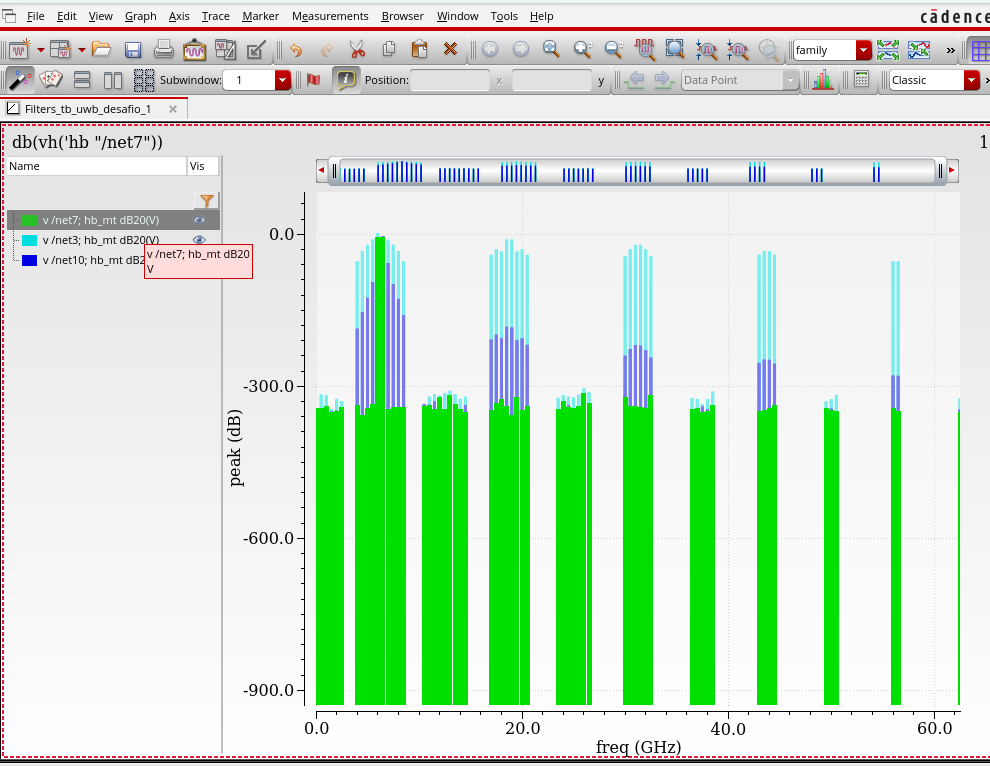 File Edit View Graph Axis Trace Marker Measurements Browser Window Tools Help cādence
family
Subwindow: 1 Position: x y Data Point Classic
Filters_tb_uwb_desafio_1
db(vh('hb "/net7")) 1
Name Vis
v /net7; hb_mt dB20(V)
v /net3; hb_mt dB20(V)
v /net10; hb_mt dB2
v /net7; hb_mt dB20
V
0.0
-300.0
-600.0
-900.0
peak (dB)
0.0 20.0 40.0 60.0
freq (GHz)